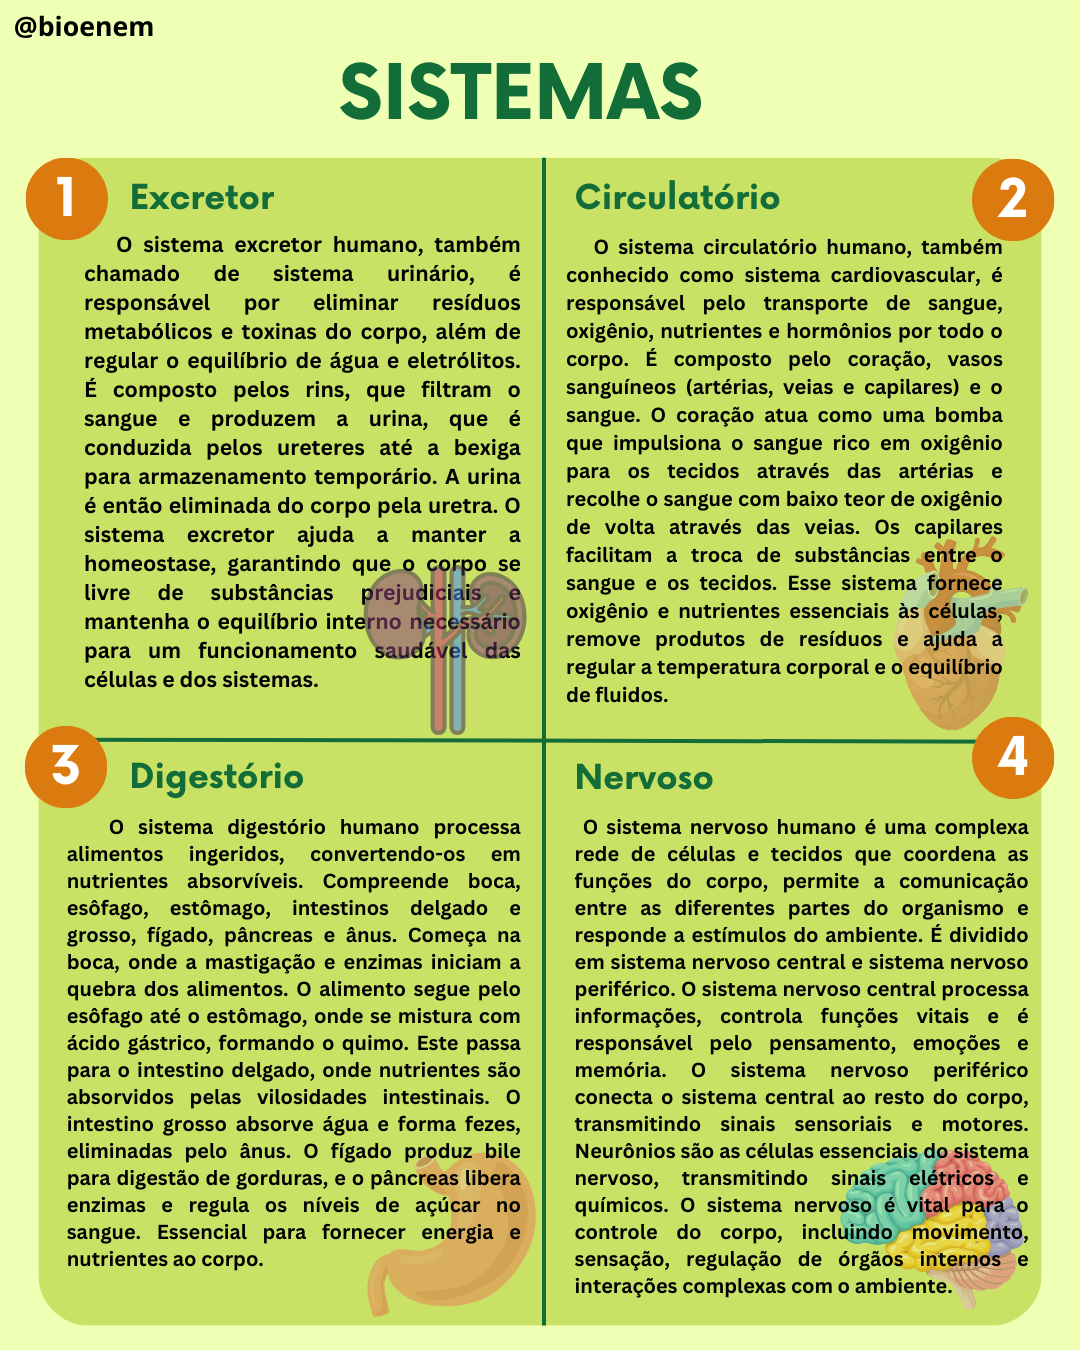 @bioenem
SISTEMAS
1
Excretor
O sistema excretor humano, também
chamado de sistema urinário, é
responsável por eliminar resíduos
metabólicos e toxinas do corpo, além de
regular o equilíbrio de água e eletrólitos.
É composto pelos rins, que filtram o
sangue e produzem a urina, que é
conduzida pelos ureteres até a bexiga
para armazenamento temporário. A urina
é então eliminada do corpo pela uretra. O
sistema excretor ajuda a manter a
homeostase, garantindo que o corpo se
livre de substâncias prejudiciais e
mantenha o equilíbrio interno necessário
para um funcionamento saudável das
células e dos sistemas.
Circulatório
2
O sistema circulatório humano, também
conhecido como sistema cardiovascular, é
responsável pelo transporte de sangue,
oxigênio, nutrientes e hormônios por todo o
corpo. É composto pelo coração, vasos
sanguíneos (artérias, veias e capilares) e o
sangue. O coração atua como uma bomba
que impulsiona o sangue rico em oxigênio
para os tecidos através das artérias e
recolhe o sangue com baixo teor de oxigênio
de volta através das veias. Os capilares
facilitam a troca de substâncias entre o
sangue e os tecidos. Esse sistema fornece
oxigênio e nutrientes essenciais às células,
remove produtos de resíduos e ajuda a
regular a temperatura corporal e o equilíbrio
de fluidos.
3
Digestório
O sistema digestório humano processa
alimentos ingeridos, convertendo-os em
nutrientes absorvíveis. Compreende boca,
esôfago, estômago, intestinos delgado e
grosso, fígado, pâncreas e ânus. Começa na
boca, onde a mastigação e enzimas iniciam a
quebra dos alimentos. O alimento segue pelo
esôfago até o estômago, onde se mistura com
ácido gástrico, formando o quimo. Este passa
para o intestino delgado, onde nutrientes são
absorvidos pelas vilosidades intestinais. O
intestino grosso absorve água e forma fezes,
eliminadas pelo ânus. O fígado produz bile
para digestão de gorduras, e o pâncreas libera
enzimas e regula os níveis de açúcar no
sangue. Essencial para fornecer energia e
nutrientes ao corpo.
Nervoso
4
O sistema nervoso humano é uma complexa
rede de células e tecidos que coordena as
funções do corpo, permite a comunicação
entre as diferentes partes do organismo e
responde a estímulos do ambiente. É dividido
em sistema nervoso central e sistema nervoso
periférico. O sistema nervoso central processa
informações, controla funções vitais e é
responsável pelo pensamento, emoções e
memória. O sistema nervoso periférico
conecta o sistema central ao resto do corpo,
transmitindo sinais sensoriais e motores.
Neurônios são as células essenciais do sistema
nervoso, transmitindo sinais elétricos e
químicos. O sistema nervoso é vital para o
controle do corpo, incluindo movimento,
sensação, regulação de órgãos internos e
interações complexas com o ambiente.